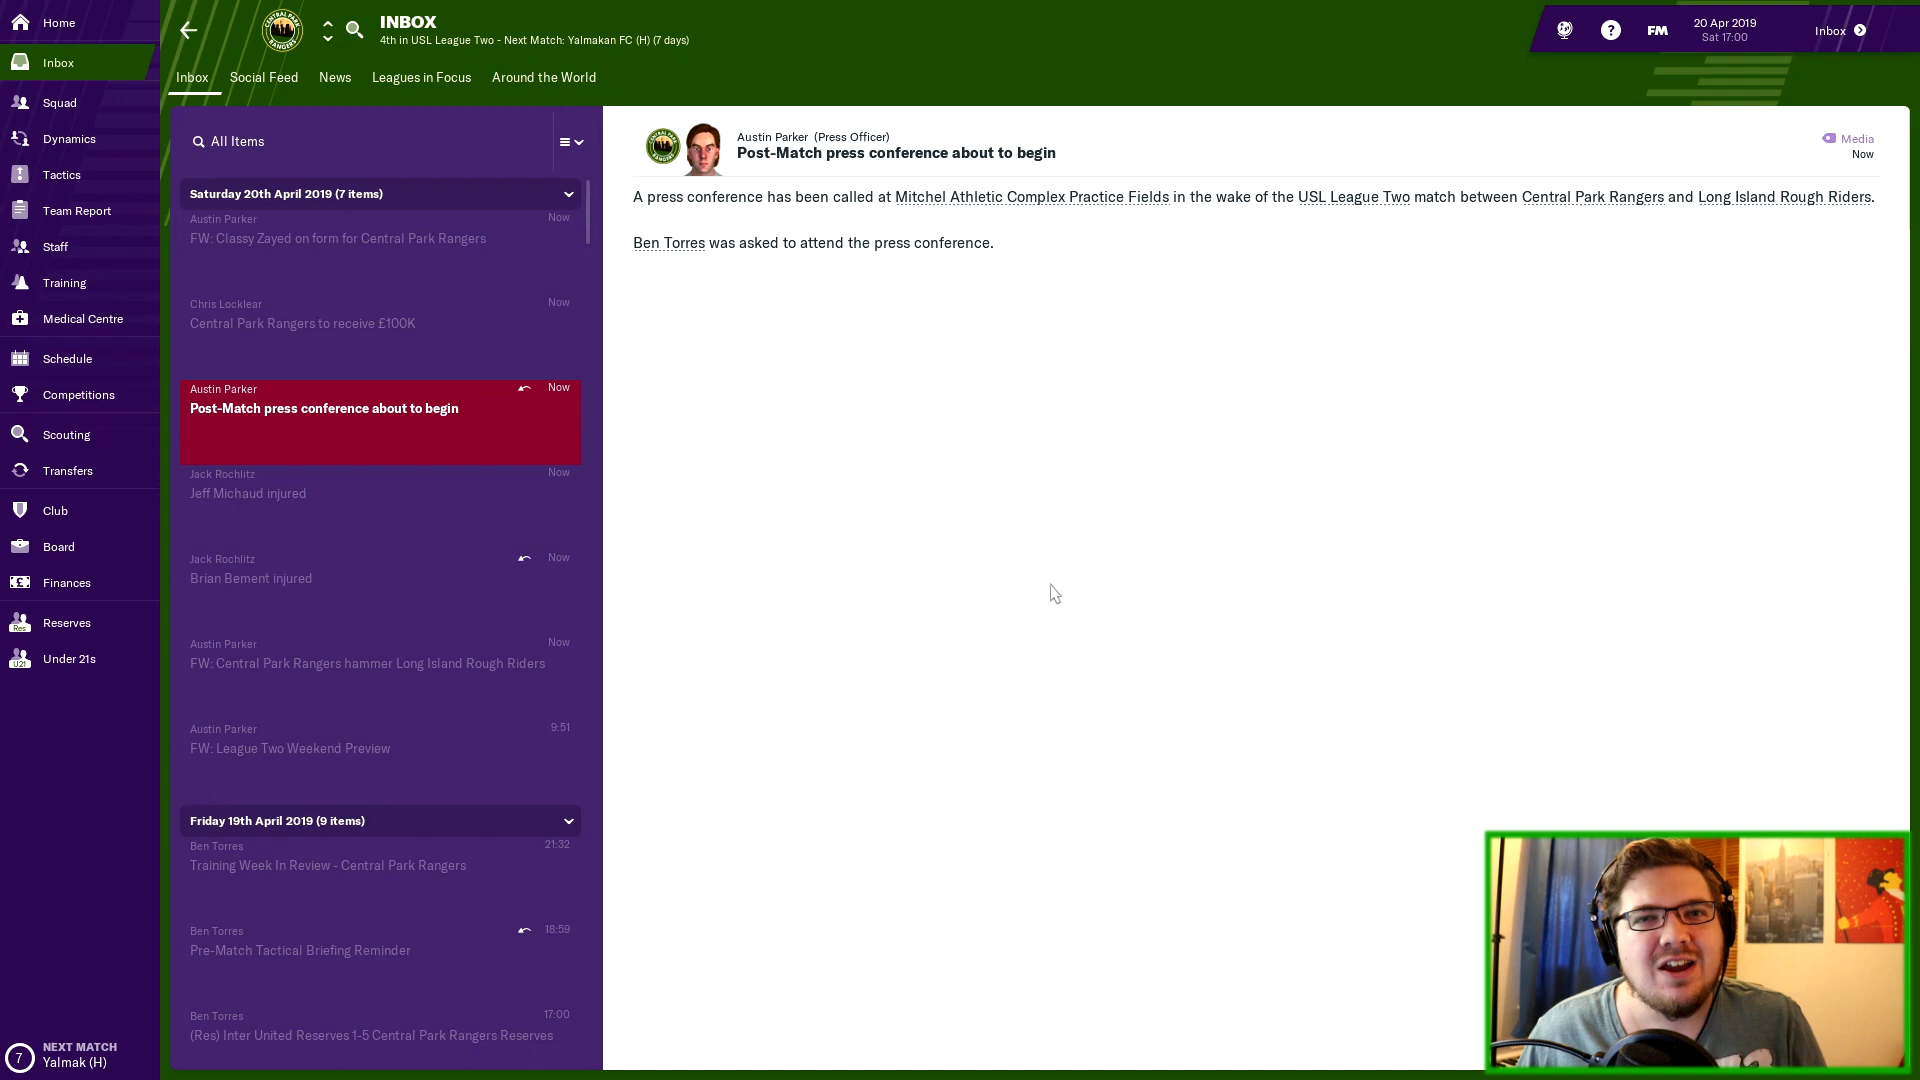 Home
Inbox
Squad
Dynamics
Tactics
Team Report
Staff
Training
Medical Centre
Schedule
Competitions
Scouting
Transfers
Club
Board
Finances
Res
Reserves
U21
Under 21s
7
NEXT MATCH
Yalmak (H)
CENTRAL PARK
RANGERS
INBOX
4th in USL League Two - Next Match: Yalmakan FC (H) (7 days)
?
FM
20 Apr 2019
Sat 17:00
Inbox
Inbox
Social Feed
News
Leagues in Focus
Around the World
All Items
Saturday 20th April 2019 (7 items)
Austin Parker
Now
FW: Classy Zayed on form for Central Park Rangers
Chris Locklear
Now
Central Park Rangers to receive £100K
Austin Parker
Now
Post-Match press conference about to begin
Jack Rochlitz
Now
Jeff Michaud injured
Jack Rochlitz
Now
Brian Bement injured
Austin Parker
Now
FW: Central Park Rangers hammer Long Island Rough Riders
Austin Parker
9:51
FW: League Two Weekend Preview
Friday 19th April 2019 (9 items)
Ben Torres
21:32
Training Week In Review - Central Park Rangers
Ben Torres
18:59
Pre-Match Tactical Briefing Reminder
Ben Torres
17:00
(Res) Inter United Reserves 1-5 Central Park Rangers Reserves
Austin Parker (Press Officer)
Post-Match press conference about to begin
Media
Now
A press conference has been called at Mitchel Athletic Complex Practice Fields in the wake of the USL League Two match between Central Park Rangers and Long Island Rough Riders.
Ben Torres was asked to attend the press conference.